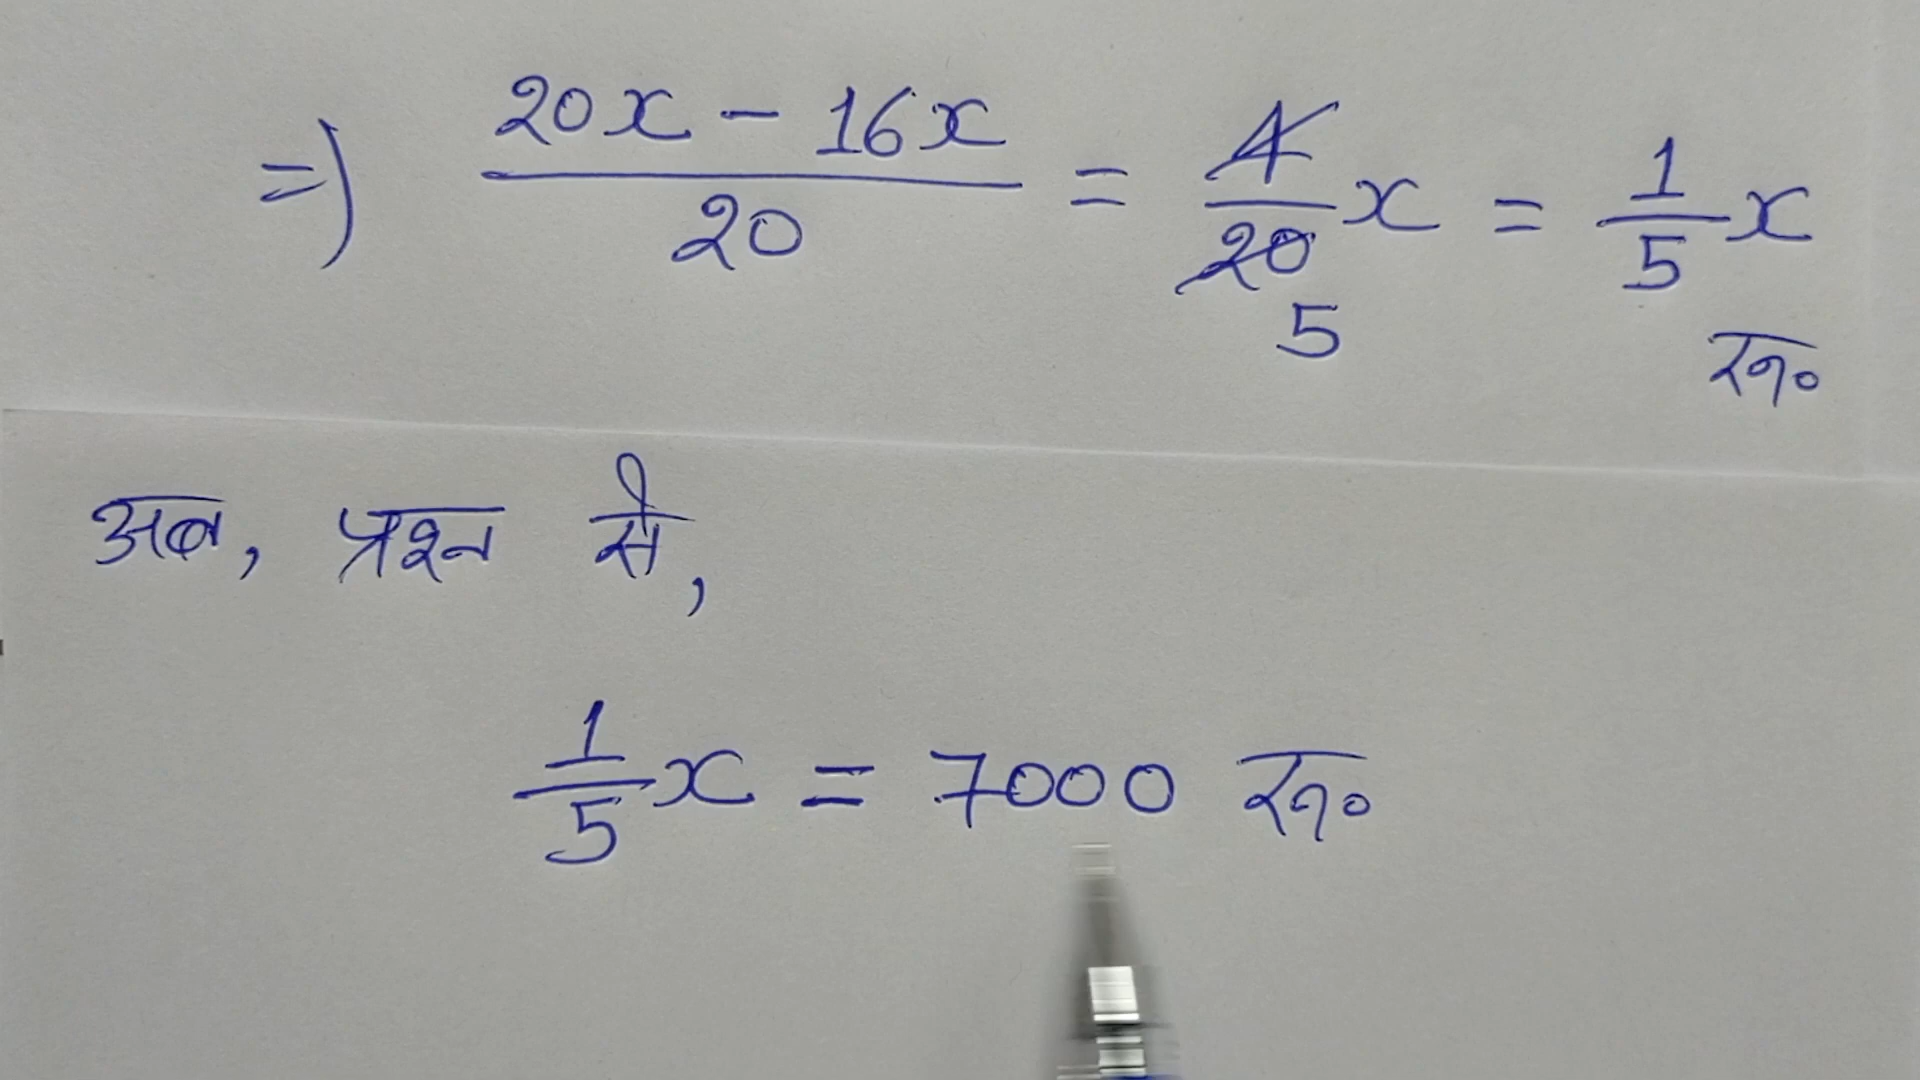 =) 20x - 16x / 20 = 4/20 x = 1/5 x
5
रू०
अब, प्रश्न से,
1/5 x = 7000 रू०